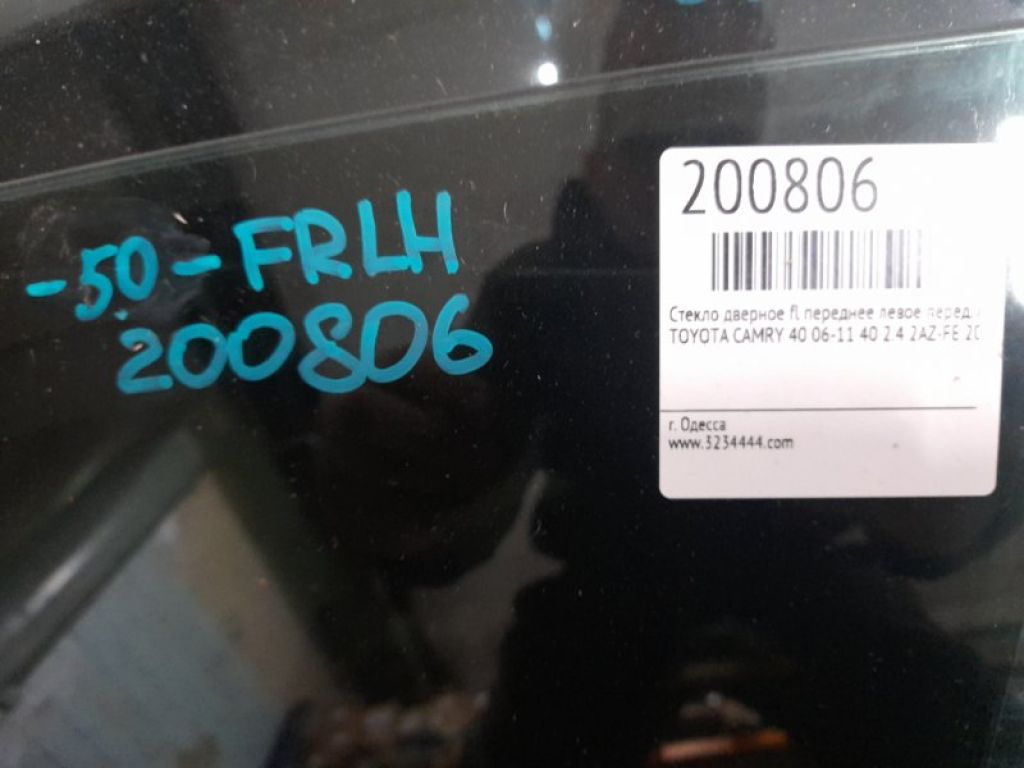 -50-FRLH
200806
200806
Стекло дверное fl переднее левое перед.
TOYOTA CAMRY 40 06-11 40 2.4 2AZ-FE
г. Одесса
www.3234444.com